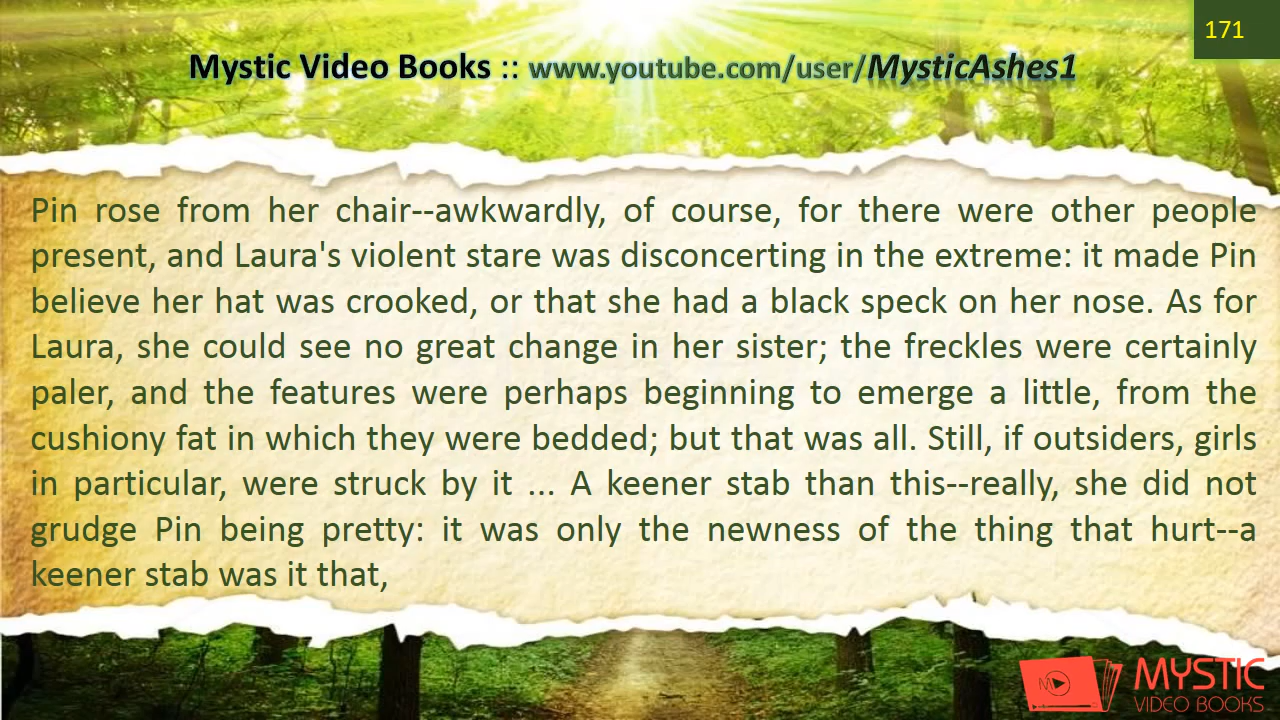 171
Mystic Video Books :: www.youtube.com/user/MysticAshes1
Pin rose from her chair--awkwardly, of course, for there were other people
present, and Laura's violent stare was disconcerting in the extreme: it made Pin
believe her hat was crooked, or that she had a black speck on her nose. As for
Laura, she could see no great change in her sister; the freckles were certainly
paler, and the features were perhaps beginning to emerge a little, from the
cushiony fat in which they were bedded; but that was all. Still, if outsiders, girls
in particular, were struck by it ... A keener stab than this--really, she did not
grudge Pin being pretty: it was only the newness of the thing that hurt--a
keener stab was it that,
MYSTIC
VIDEO BOOKS